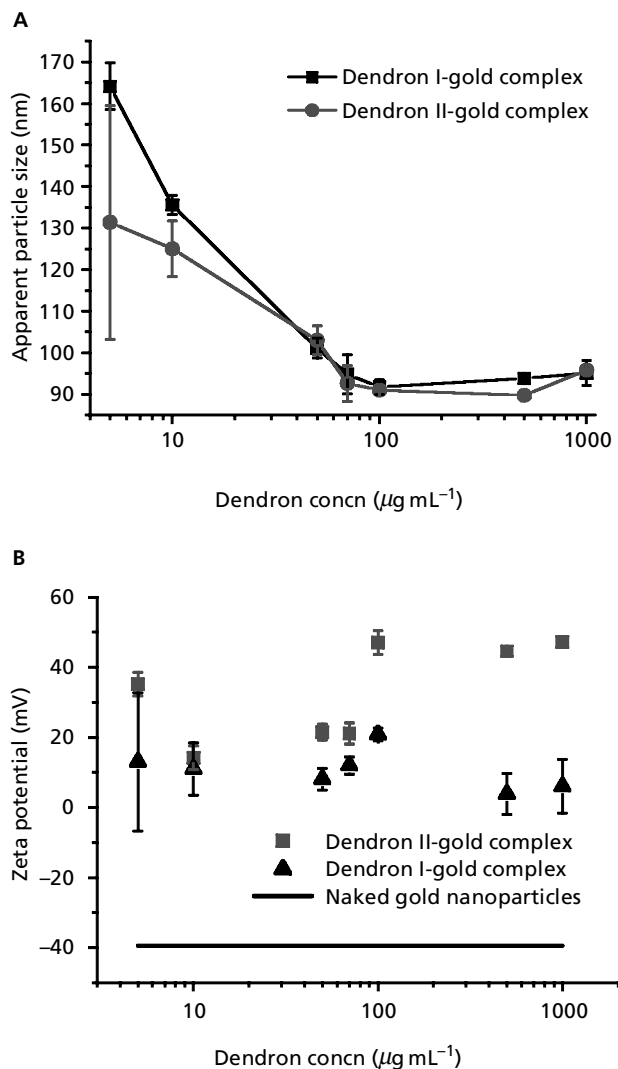 A
170
160
150
140
130
120
110
100
90
Apparent particle size (nm)
Dendron I-gold complex
Dendron II-gold complex
10
100
1000
Dendron concn (μg mL⁻¹)
B
60
40
20
0
−20
−40
Zeta potential (mV)
Dendron II-gold complex
Dendron I-gold complex
Naked gold nanoparticles
10
100
1000
Dendron concn (μg mL⁻¹)